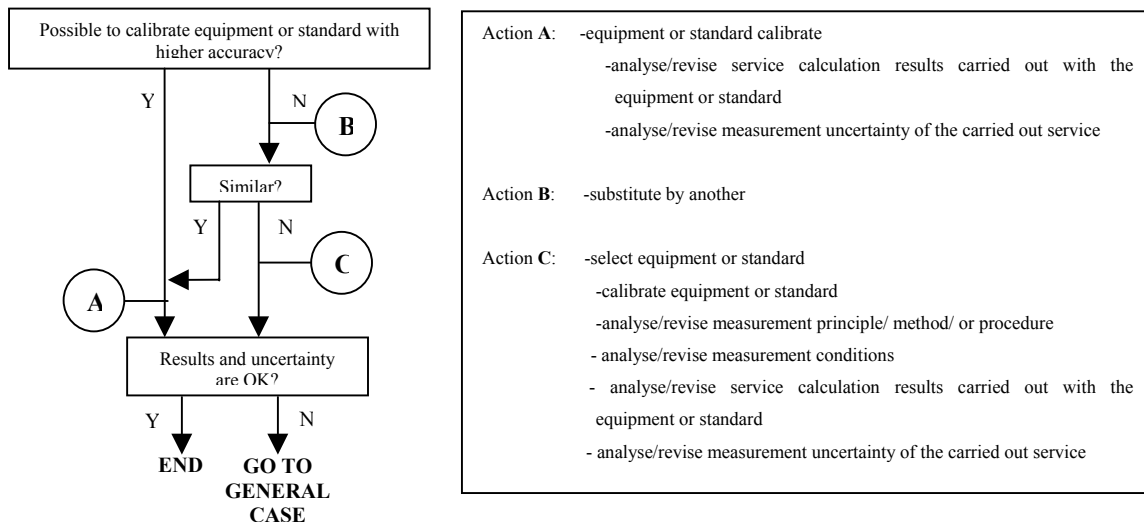 Possible to calibrate equipment or standard with
higher accuracy?
Y
N
B
Similar?
Y
N
C
A
Results and uncertainty
are OK?
Y
N
END
GO TO
GENERAL
CASE
Action A: -equipment or standard calibrate
-analyse/revise service calculation results carried out with the
equipment or standard
-analyse/revise measurement uncertainty of the carried out service
Action B: -substitute by another
Action C: -select equipment or standard
-calibrate equipment or standard
-analyse/revise measurement principle/ method/ or procedure
- analyse/revise measurement conditions
- analyse/revise service calculation results carried out with the
equipment or standard
- analyse/revise measurement uncertainty of the carried out service